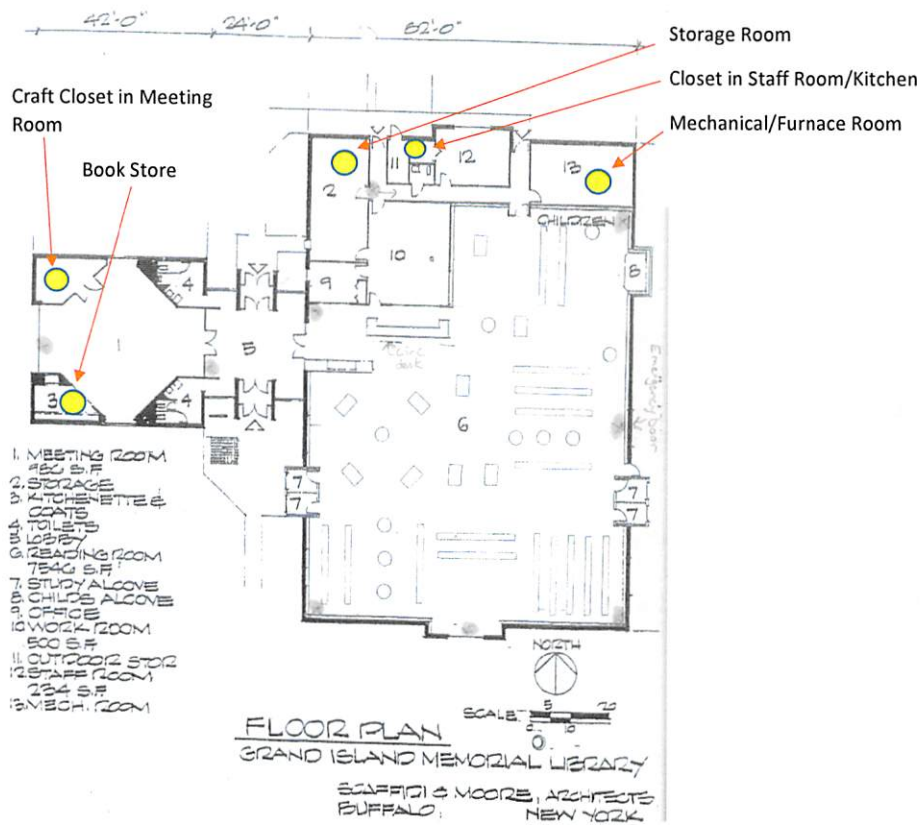 42'-0" 24'-0" 62'-0"
Storage Room
Closet in Staff Room/Kitchen
Mechanical/Furnace Room
Craft Closet in Meeting
Room
Book Store
11
12
13
2
CHILDREN
10
8
9
4
1
5
Circ
desk
Emergency Door
6
3
4
7
7
7
7
1. MEETING ROOM
980 S.F.
2. STORAGE
3. KITCHENETTE &
COATS
4. TOILETS
5. LOBBY
6. READING ROOM
7546 S.F.
7. STUDY ALCOVE
8. CHILDS ALCOVE
9. OFFICE
10 WORK ROOM
500 S.F.
11. OUTDOOR STOR
12. STAFF ROOM
234 S.F.
13. MECH. ROOM
NORTH
SCALE: 5 20
0 10
FLOOR PLAN
GRAND ISLAND MEMORIAL LIBRARY
SCAFFIDI & MOORE, ARCHITECTS
BUFFALO, NEW YORK